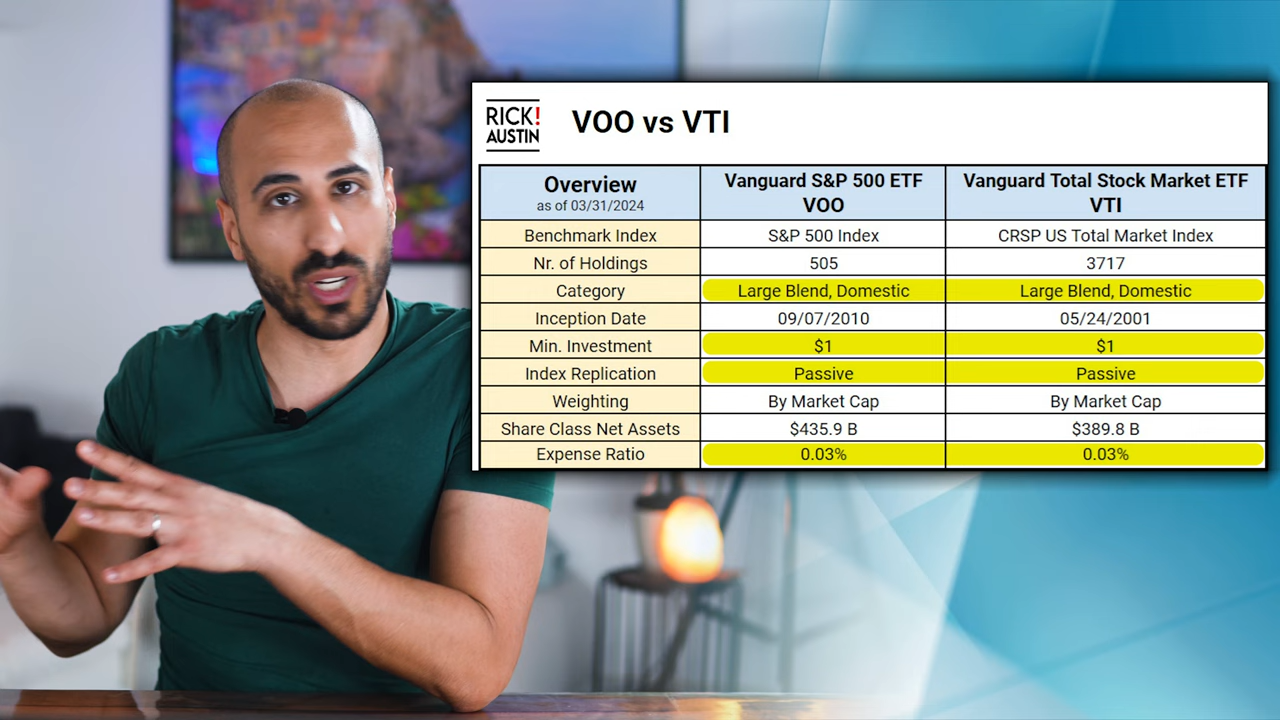 RICK!
AUSTIN
VOO vs VTI
Overview
as of 03/31/2024
Vanguard S&P 500 ETF
VOO
Vanguard Total Stock Market ETF
VTI
Benchmark Index S&P 500 Index CRSP US Total Market Index
Nr. of Holdings 505 3717
Category Large Blend, Domestic Large Blend, Domestic
Inception Date 09/07/2010 05/24/2001
Min. Investment $1 $1
Index Replication Passive Passive
Weighting By Market Cap By Market Cap
Share Class Net Assets $435.9 B $389.8 B
Expense Ratio 0.03% 0.03%